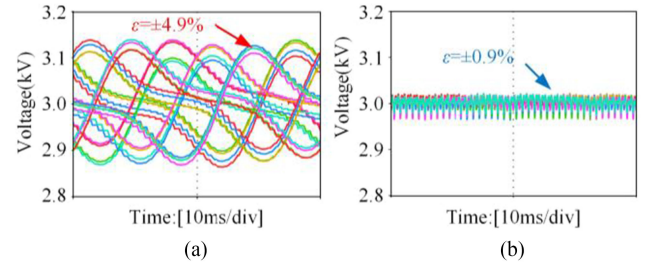 ε=±4.9%
3.2
3.1
3.0
2.9
2.8
Voltage(kV)
Time:[10ms/div]
(a)
ε=±0.9%
3.2
3.1
3.0
2.9
2.8
Voltage(kV)
Time:[10ms/div]
(b)